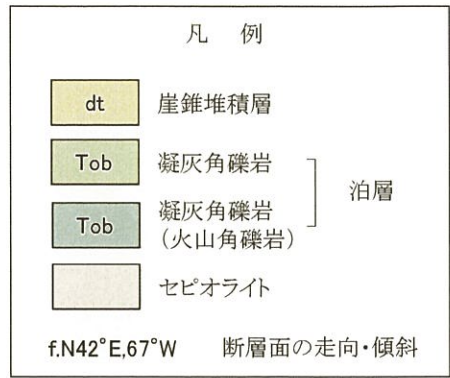 凡 例
dt 崖錐堆積層
Tob 凝灰角礫岩
泊層
Tob 凝灰角礫岩
(火山角礫岩)
セピオライト
f.N42°E,67°W 断層面の走向・傾斜